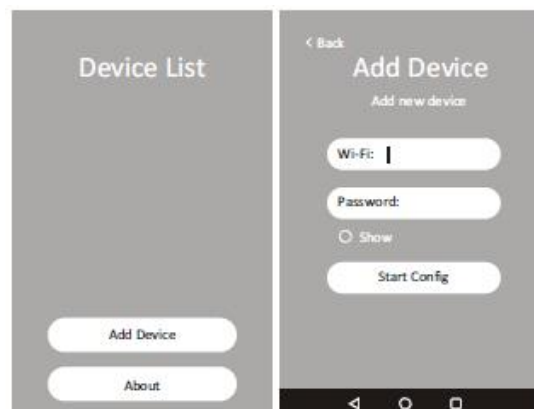 Device List
Add Device
About
< Back
Add Device
Add new device
Wi-Fi:
Password:
Show
Start Config